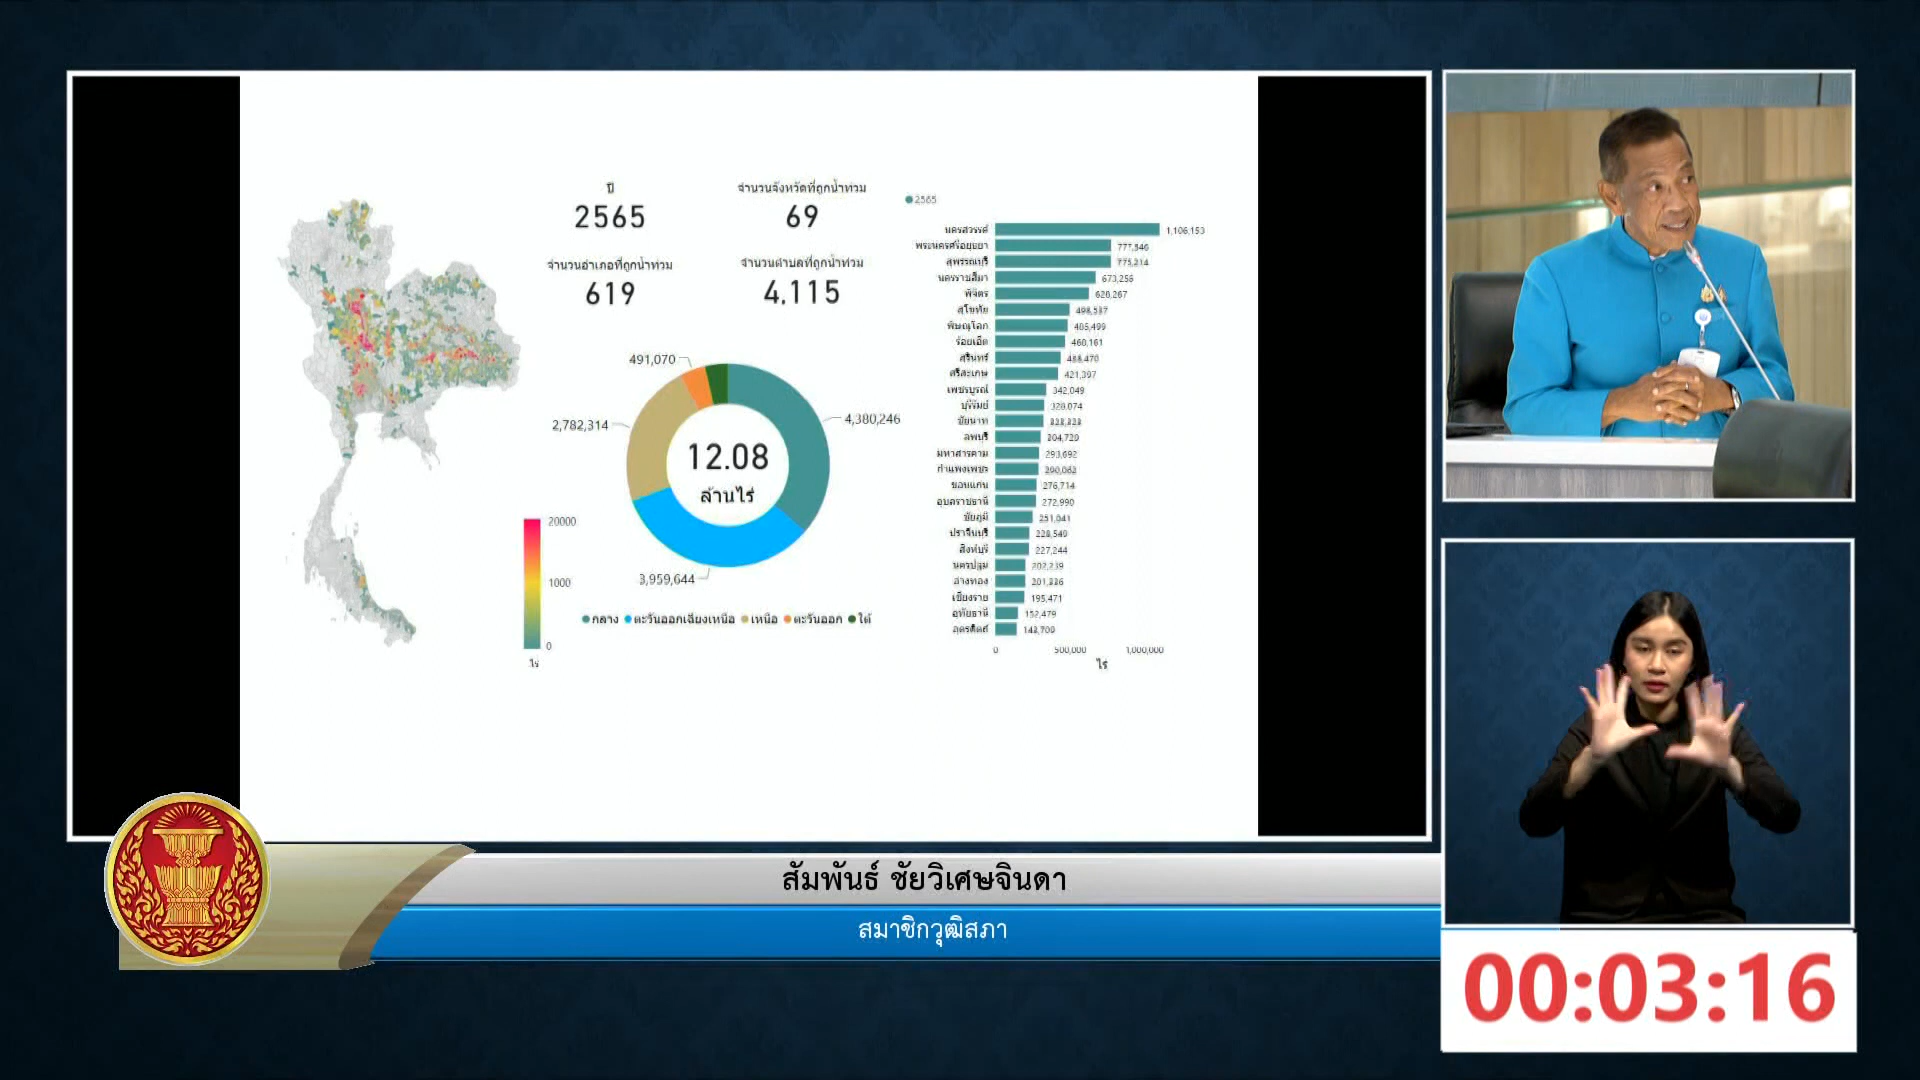 ปี
2565
จำนวนจังหวัดที่ถูกน้ำท่วม
69
จำนวนอำเภอที่ถูกน้ำท่วม
619
จำนวนตำบลที่ถูกน้ำท่วม
4,115
491,070
2,782,314
4,380,246
12.08
ล้านไร่
3,959,644
กลาง ตะวันออกเฉียงเหนือ เหนือ ตะวันออก ใต้
20000
1000
0
ไร่
2565
นครสวรรค์ 1,106,153
พระนครศรีอยุธยา
สุพรรณบุรี 775,214
นครราชสีมา 673,256
พิจิตร
สุโขทัย
พิษณุโลก
ร้อยเอ็ด 460,161
สุรินทร์
ศรีสะเกษ 421,397
เพชรบูรณ์ 342,049
บุรีรัมย์
ชัยนาท
ลพบุรี
มหาสารคาม 293,692
กำแพงเพชร
ขอนแก่น 276,714
อุบลราชธานี 272,990
ชัยภูมิ 251,041
ปราจีนบุรี
สิงห์บุรี 227,244
นครปฐม
อ่างทอง
เชียงราย 195,471
อุทัยธานี 152,479
อุตรดิตถ์
0 500,000 1,000,000
ไร่
สัมพันธ์ ชัยวิเศษจินดา
สมาชิกวุฒิสภา
00:03:16